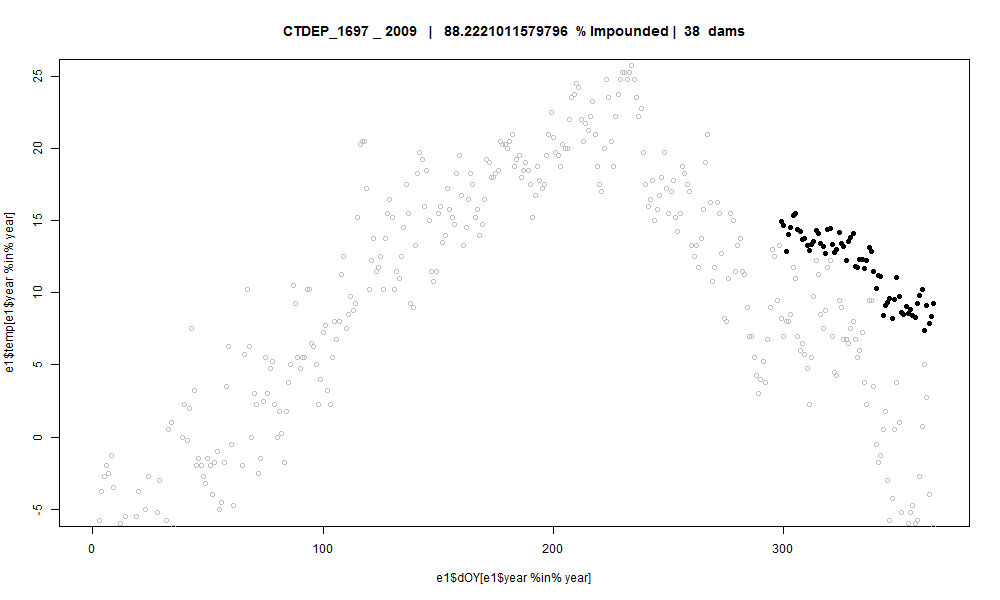 CTDEP_1697 _ 2009 | 88.2221011579796 % Impounded | 38 dams
25
20
15
10
5
0
-5
e1$temp[e1$year %in% year]
0 100 200 300
e1$dOY[e1$year %in% year]